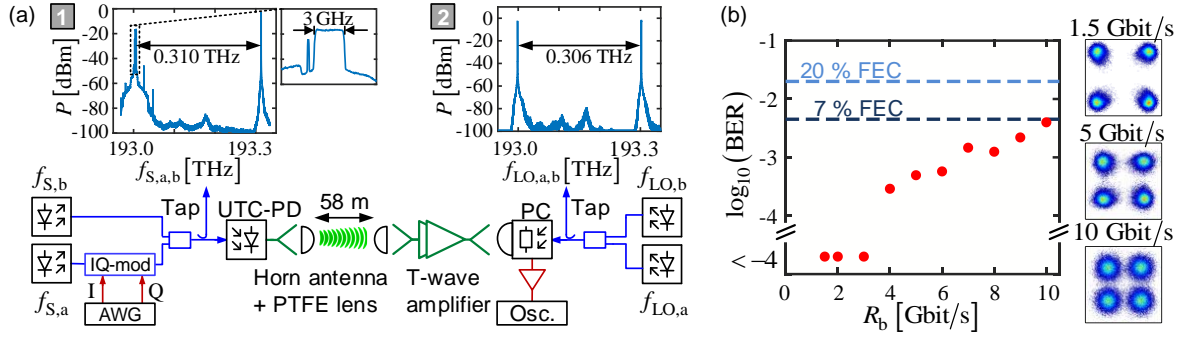 (a)
1
P [dBm]
0
-20
-40
-60
-80
-100
0.310 THz
193.0
193.3
f_S,a,b [THz]
3 GHz
2
P [dBm]
0
-20
-40
-60
-80
-100
0.306 THz
193.0
193.3
f_LO,a,b [THz]
f_S,b
f_S,a
Tap
UTC-PD
58 m
PC
Tap
f_LO,b
f_LO,a
IQ-mod
I
Q
AWG
Horn antenna
+ PTFE lens
T-wave
amplifier
Osc.
(b)
log10(BER)
-1
-2
-3
-4
< -4
20 % FEC
7 % FEC
0 2 4 6 8 10
R_b [Gbit/s]
1.5 Gbit/s
5 Gbit/s
10 Gbit/s